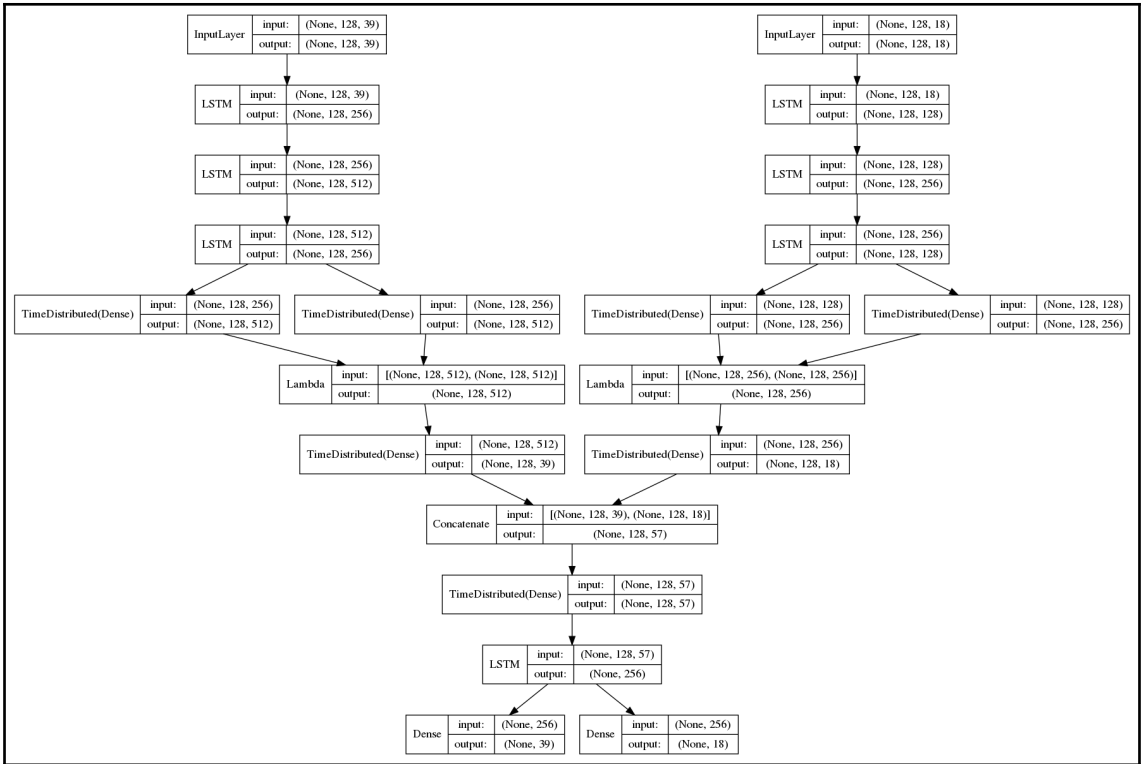 InputLayer input: (None, 128, 39)
output: (None, 128, 39)
InputLayer input: (None, 128, 18)
output: (None, 128, 18)
LSTM input: (None, 128, 39)
output: (None, 128, 256)
LSTM input: (None, 128, 18)
output: (None, 128, 128)
LSTM input: (None, 128, 256)
output: (None, 128, 512)
LSTM input: (None, 128, 128)
output: (None, 128, 256)
LSTM input: (None, 128, 512)
output: (None, 128, 256)
LSTM input: (None, 128, 256)
output: (None, 128, 128)
TimeDistributed(Dense) input: (None, 128, 256)
output: (None, 128, 512)
TimeDistributed(Dense) input: (None, 128, 256)
output: (None, 128, 512)
TimeDistributed(Dense) input: (None, 128, 128)
output: (None, 128, 256)
TimeDistributed(Dense) input: (None, 128, 128)
output: (None, 128, 256)
Lambda input: [(None, 128, 512), (None, 128, 512)]
output: (None, 128, 512)
Lambda input: [(None, 128, 256), (None, 128, 256)]
output: (None, 128, 256)
TimeDistributed(Dense) input: (None, 128, 512)
output: (None, 128, 39)
TimeDistributed(Dense) input: (None, 128, 256)
output: (None, 128, 18)
Concatenate input: [(None, 128, 39), (None, 128, 18)]
output: (None, 128, 57)
TimeDistributed(Dense) input: (None, 128, 57)
output: (None, 128, 57)
LSTM input: (None, 128, 57)
output: (None, 256)
Dense input: (None, 256)
output: (None, 39)
Dense input: (None, 256)
output: (None, 18)